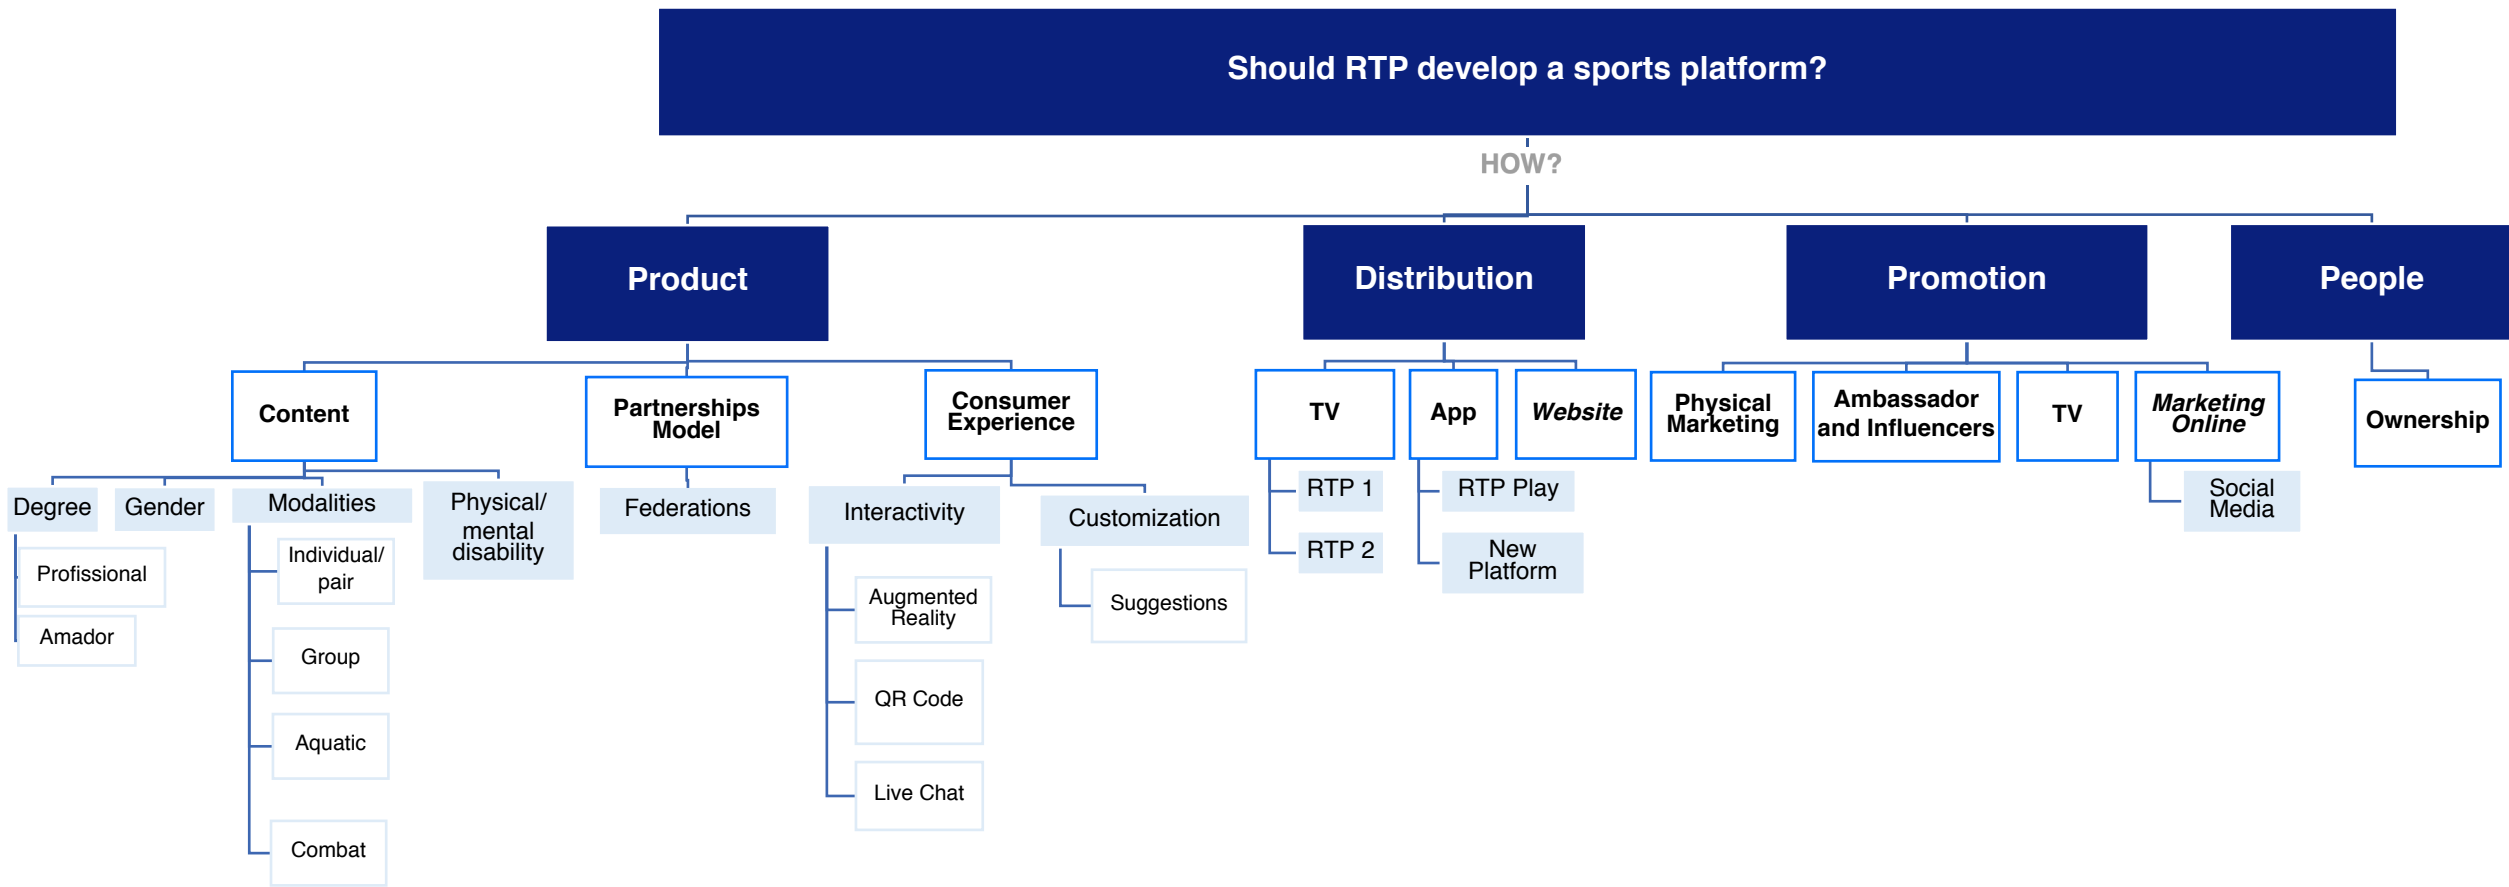 Should RTP develop a sports platform?
HOW?
Product
Distribution
Promotion
People
Content
Partnerships
Model
Consumer
Experience
TV
App
Website
Physical
Marketing
Ambassador
and Influencers
TV
Marketing
Online
Ownership
Degree
Gender
Modalities
Physical/
mental
disability
Federations
Interactivity
Customization
RTP 1
RTP 2
RTP Play
New
Platform
Social
Media
Profissional
Amador
Individual/
pair
Group
Aquatic
Combat
Augmented
Reality
QR Code
Live Chat
Suggestions